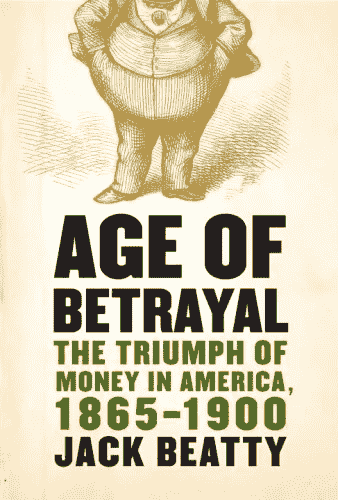 AGE OF
BETRAYAL
THE TRIUMPH OF
MONEY IN AMERICA,
1865–1900
JACK BEATTY